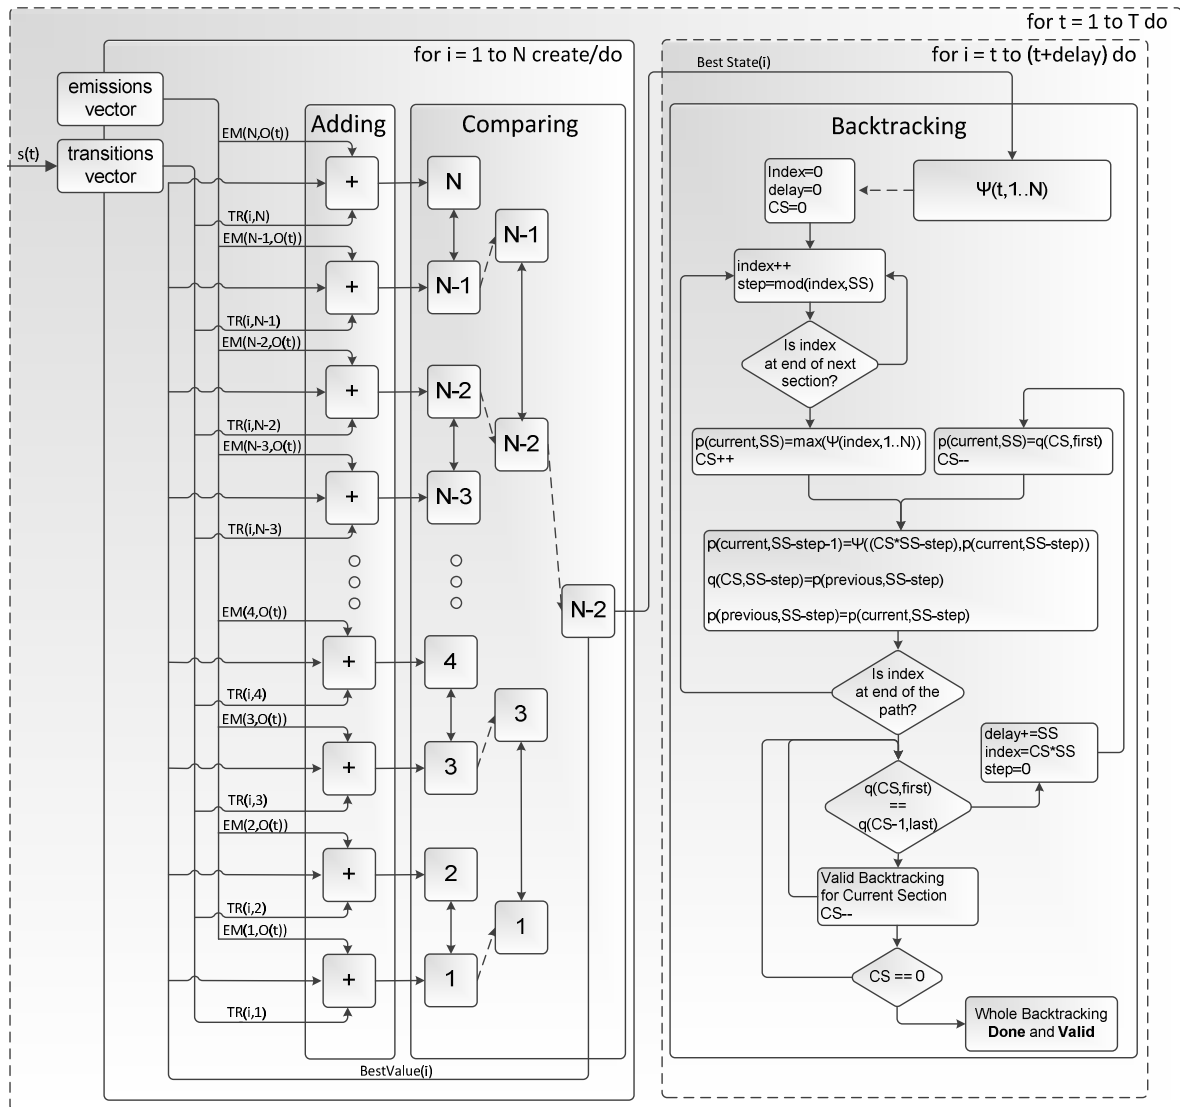 for t = 1 to T do
for i = 1 to N create/do
for i = t to (t+delay) do
Best State(i)
emissions
vector
s(t)
transitions
vector
Adding
Comparing
EM(N,O(t))
+
N
TR(i,N)
EM(N-1,O(t))
+
N-1
N-1
TR(i,N-1)
EM(N-2,O(t))
+
N-2
N-2
TR(i,N-2)
EM(N-3,O(t))
+
N-3
TR(i,N-3)
N-2
EM(4,O(t))
+
4
TR(i,4)
EM(3,O(t))
+
3
3
TR(i,3)
EM(2,O(t))
+
2
TR(i,2)
EM(1,O(t))
+
1
1
TR(i,1)
BestValue(i)
Backtracking
Ψ(t,1..N)
Index=0
delay=0
CS=0
index++
step=mod(index,SS)
Is index
at end of next
section?
p(current,SS)=max(Ψ(index,1..N))
CS++
p(current,SS)=q(CS,first)
CS--
p(current,SS-step-1)=Ψ((CS*SS-step),p(current,SS-step))
q(CS,SS-step)=p(previous,SS-step)
p(previous,SS-step)=p(current,SS-step)
Is index
at end of the
path?
delay+=SS
index=CS*SS
step=0
q(CS,first)
==
q(CS-1,last)
Valid Backtracking
for Current Section
CS--
CS == 0
Whole Backtracking
Done and Valid